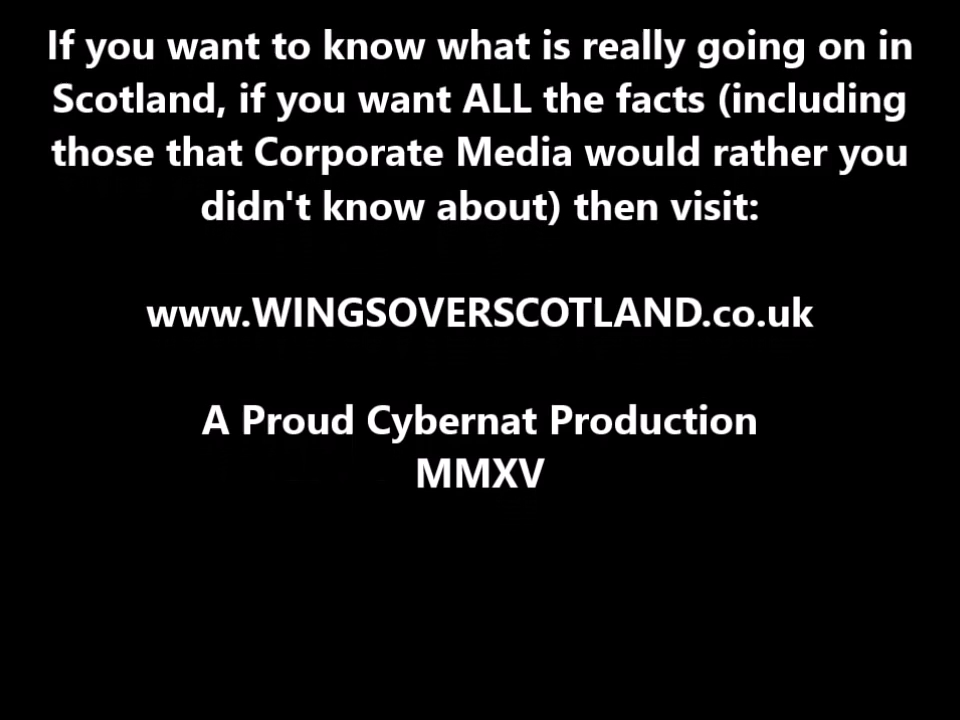 If you want to know what is really going on in
Scotland, if you want ALL the facts (including
those that Corporate Media would rather you
didn't know about) then visit:
www.WINGSOVERSCOTLAND.co.uk
A Proud Cybernat Production
MMXV